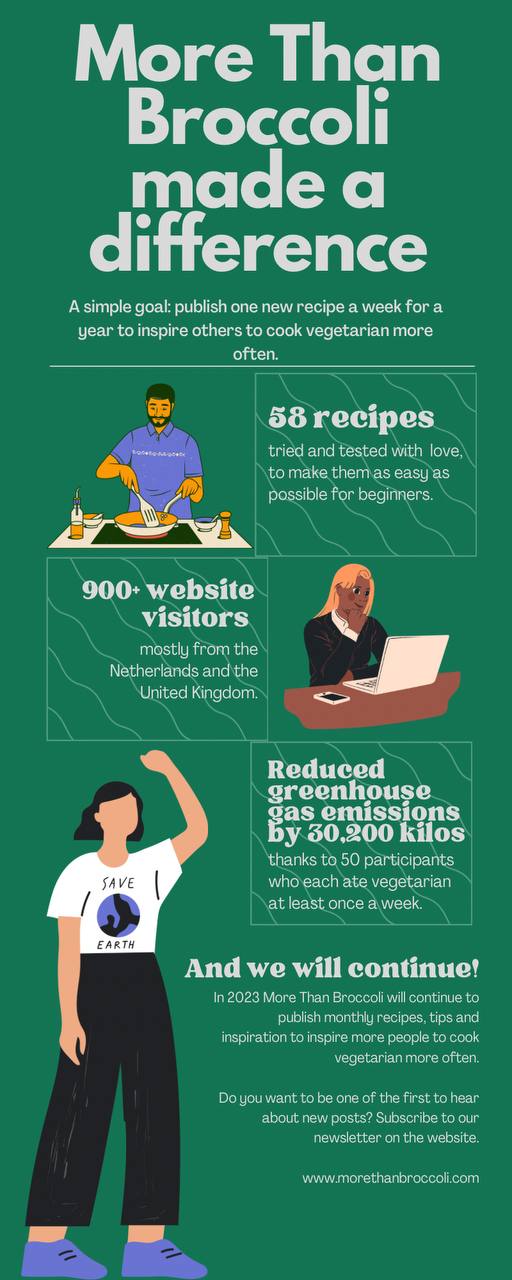 More Than
Broccoli
made a
difference
A simple goal: publish one new recipe a week for a
year to inspire others to cook vegetarian more
often.
58 recipes
tried and tested with love,
to make them as easy as
possible for beginners.
900+ website
visitors
mostly from the
Netherlands and the
United Kingdom.
Reduced
greenhouse
gas emissions
by 30,200 kilos
thanks to 50 participants
who each ate vegetarian
at least once a week.
SAVE
EARTH
And we will continue!
In 2023 More Than Broccoli will continue to
publish monthly recipes, tips and
inspiration to inspire more people to cook
vegetarian more often.
Do you want to be one of the first to hear
about new posts? Subscribe to our
newsletter on the website.
www.morethanbroccoli.com